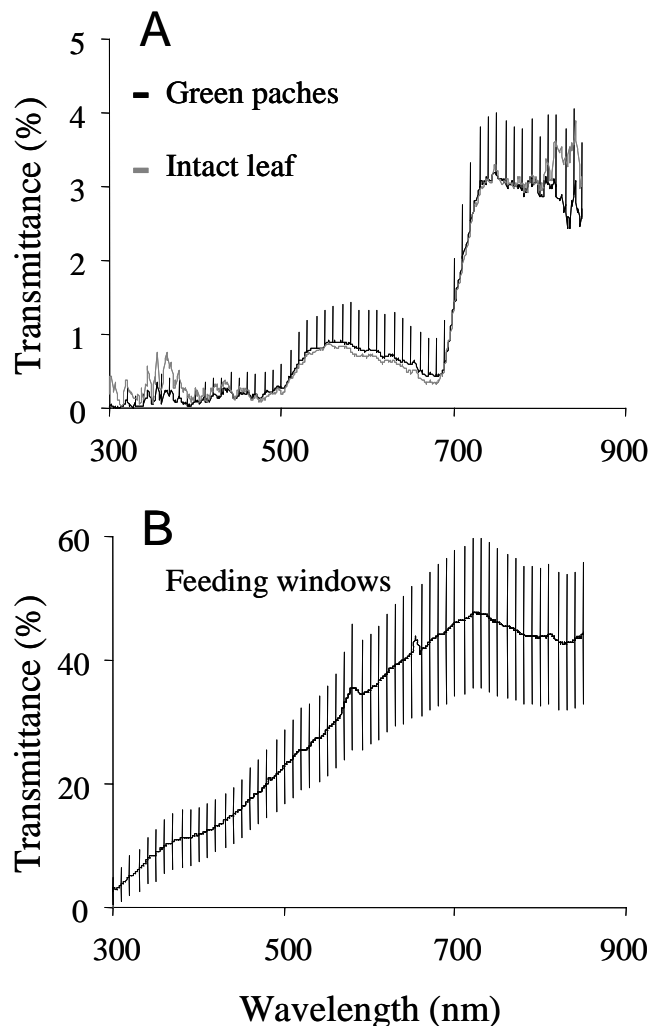 A
5
4
3
2
1
0
Transmittance (%)
Green paches
Intact leaf
300 500 700 900
B
60
40
20
0
Transmittance (%)
Feeding windows
300 500 700 900
Wavelength (nm)